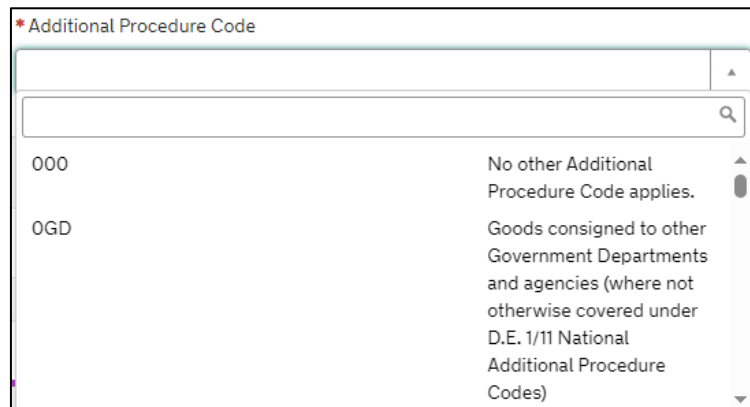 * Additional Procedure Code
000
No other Additional
Procedure Code applies.
0GD
Goods consigned to other
Government Departments
and agencies (where not
otherwise covered under
D.E. 1/11 National
Additional Procedure
Codes)